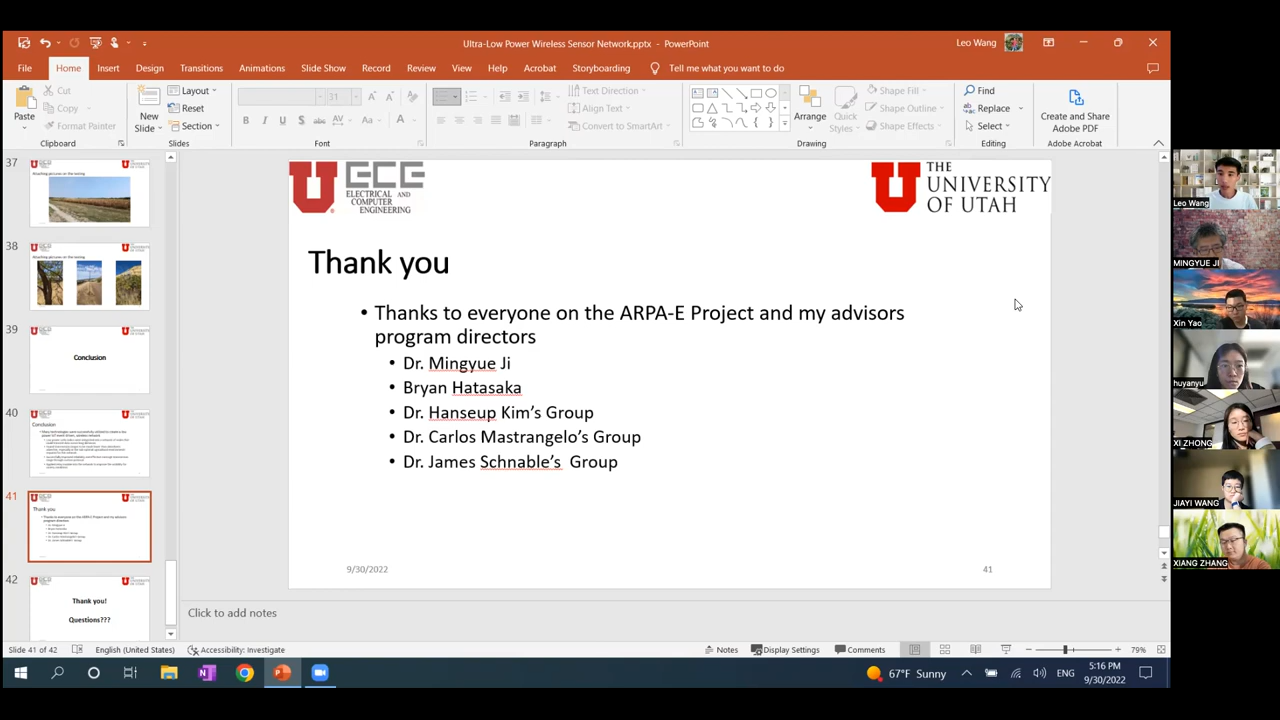 Ultra-Low Power Wireless Sensor Network.pptx - PowerPoint
Leo Wang
File Home Insert Design Transitions Animations Slide Show Record Review View Help Acrobat Storyboarding Tell me what you want to do
Paste
Cut
Copy
Format Painter
Clipboard
New
Slide
Layout
Reset
Section
Slides
31
Font
Paragraph
Text Direction
Align Text
Convert to SmartArt
Arrange
Quick
Styles
Shape Fill
Shape Outline
Shape Effects
Drawing
Find
Replace
Select
Editing
Create and Share
Adobe PDF
Adobe Acrobat
37
38
39
Conclusion
40
Conclusion
41
Thank you
42
Thank you!
Questions???
U ECE
ELECTRICAL AND
COMPUTER
ENGINEERING
THE
UNIVERSITY
OF UTAH
Thank you
• Thanks to everyone on the ARPA-E Project and my advisors
program directors
• Dr. Mingyue Ji
• Bryan Hatasaka
• Dr. Hanseup Kim's Group
• Dr. Carlos Mastrangelo's Group
• Dr. James Schnable's Group
9/30/2022
41
Click to add notes
Slide 41 of 42
English (United States)
Accessibility: Investigate
Notes
Display Settings
Comments
79%
67°F Sunny
ENG
5:16 PM
9/30/2022
Leo Wang
MINGYUE JI
Xin Yao
huyanyu
XI ZHONG
JIAYI WANG
XIANG ZHANG